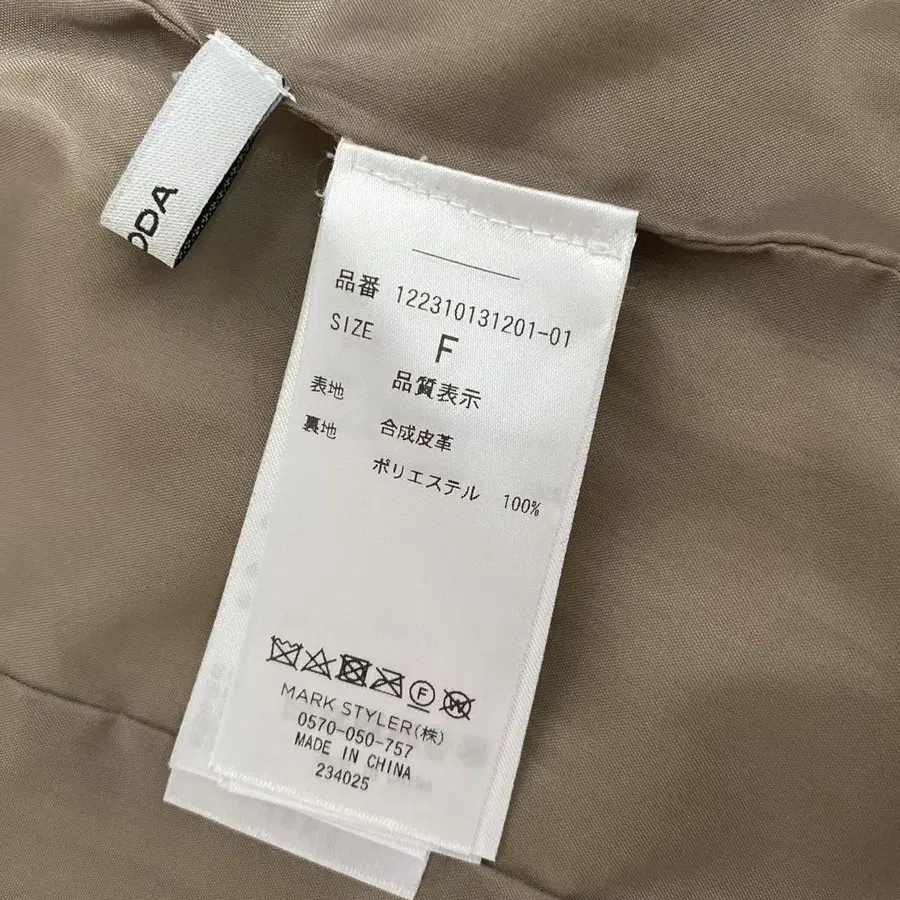 ODA
品番 122310131201-01
SIZE F
品質表示
表地 合成皮革
裏地 ポリエステル 100%
F
W
MARK STYLER(株)
0570-050-757
MADE IN CHINA
234025